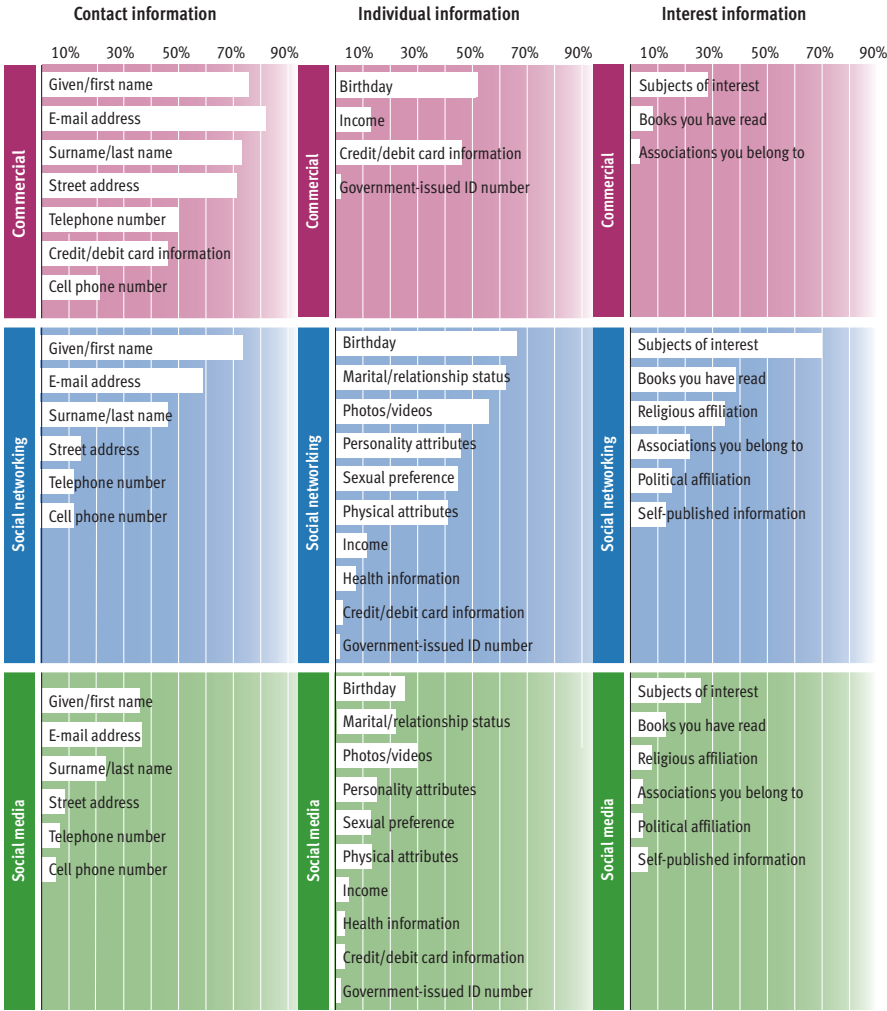 Contact information
10% 30% 50% 70% 90%
Commercial
Given/first name
E-mail address
Surname/last name
Street address
Telephone number
Credit/debit card information
Cell phone number
Social networking
Given/first name
E-mail address
Surname/last name
Street address
Telephone number
Cell phone number
Social media
Given/first name
E-mail address
Surname/last name
Street address
Telephone number
Cell phone number
Individual information
10% 30% 50% 70% 90%
Commercial
Birthday
Income
Credit/debit card information
Government-issued ID number
Social networking
Birthday
Marital/relationship status
Photos/videos
Personality attributes
Sexual preference
Physical attributes
Income
Health information
Credit/debit card information
Government-issued ID number
Social media
Birthday
Marital/relationship status
Photos/videos
Personality attributes
Sexual preference
Physical attributes
Income
Health information
Credit/debit card information
Government-issued ID number
Interest information
10% 30% 50% 70% 90%
Commercial
Subjects of interest
Books you have read
Associations you belong to
Social networking
Subjects of interest
Books you have read
Religious affiliation
Associations you belong to
Political affiliation
Self-published information
Social media
Subjects of interest
Books you have read
Religious affiliation
Associations you belong to
Political affiliation
Self-published information